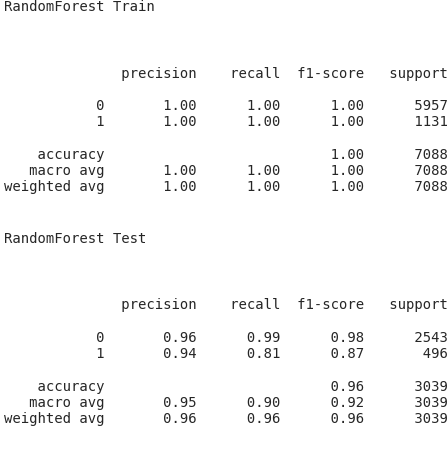 RandomForest Train
precision recall f1-score support
0 1.00 1.00 1.00 5957
1 1.00 1.00 1.00 1131
accuracy 1.00 7088
macro avg 1.00 1.00 1.00 7088
weighted avg 1.00 1.00 1.00 7088
RandomForest Test
precision recall f1-score support
0 0.96 0.99 0.98 2543
1 0.94 0.81 0.87 496
accuracy 0.96 3039
macro avg 0.95 0.90 0.92 3039
weighted avg 0.96 0.96 0.96 3039